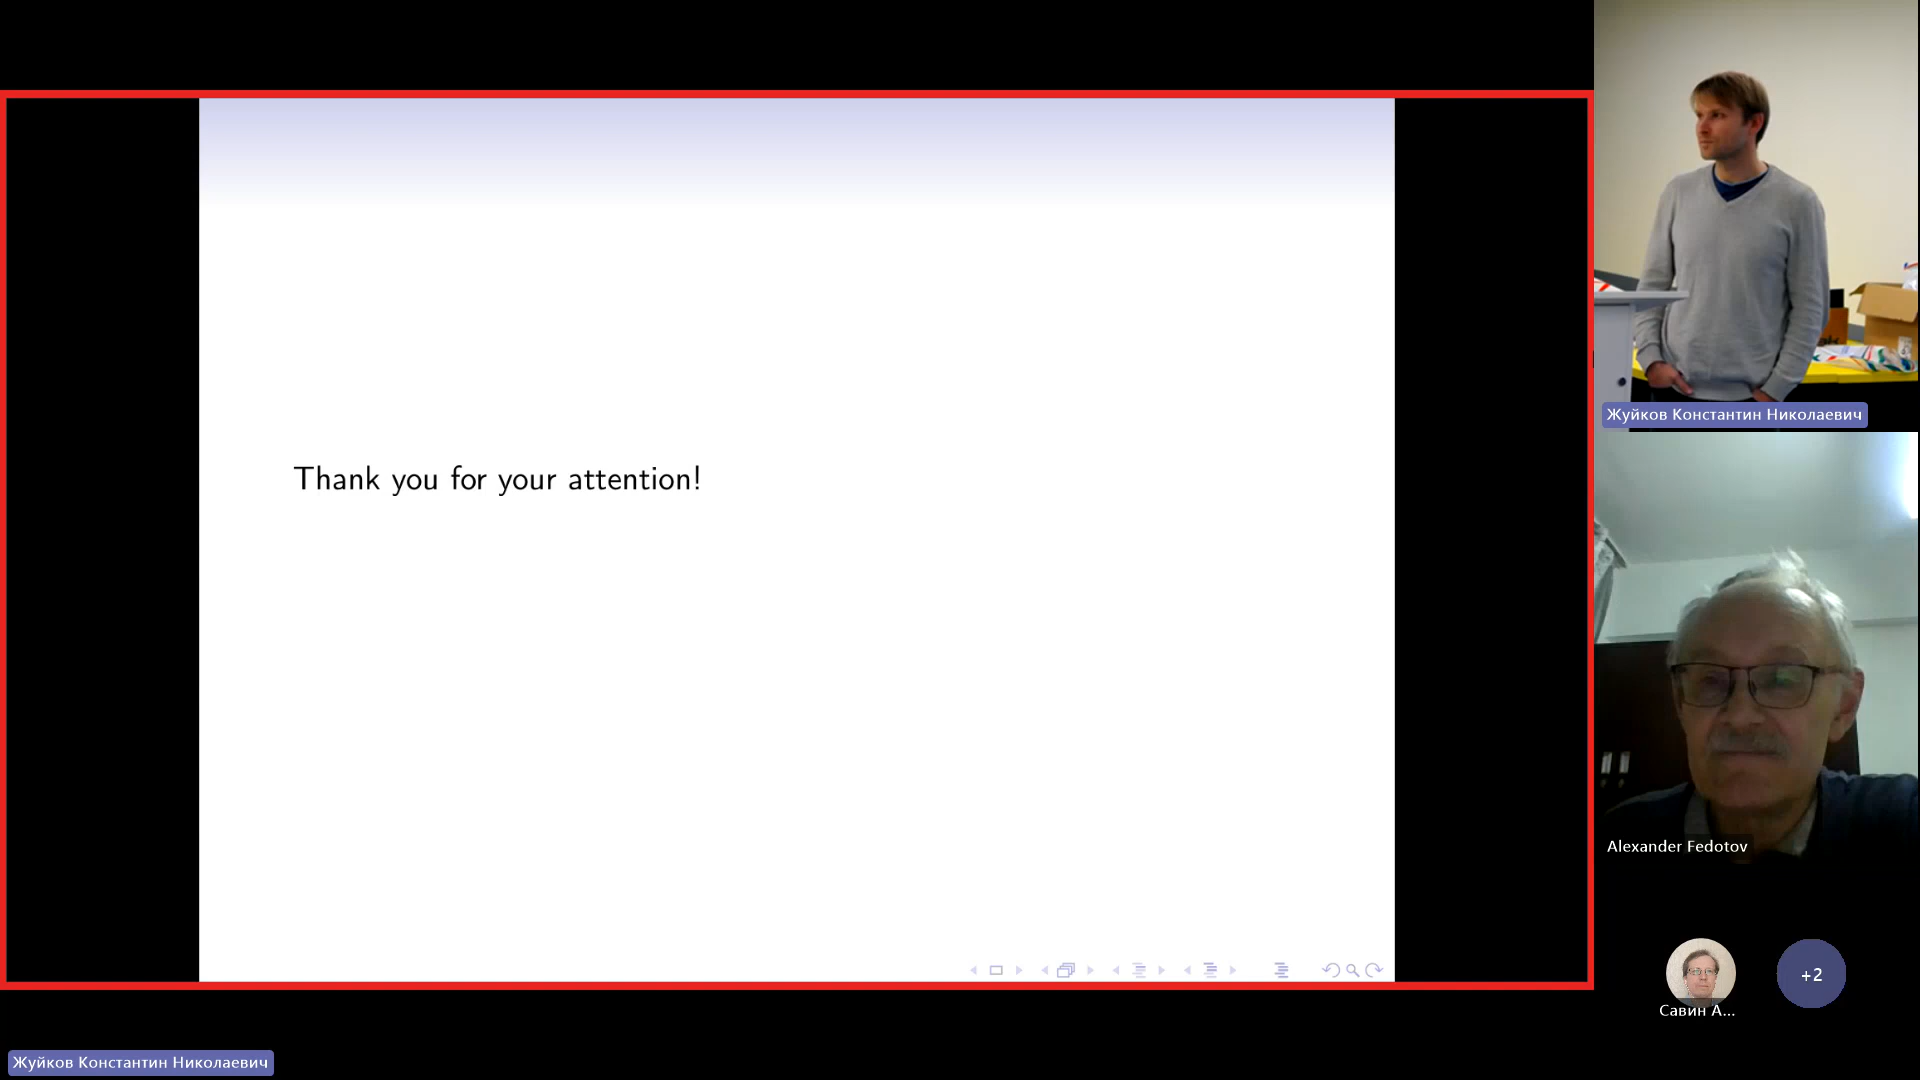 Thank you for your attention!
Жуйков Константин Николаевич
Alexander Fedotov
Савин А...
+2
Жуйков Константин Николаевич